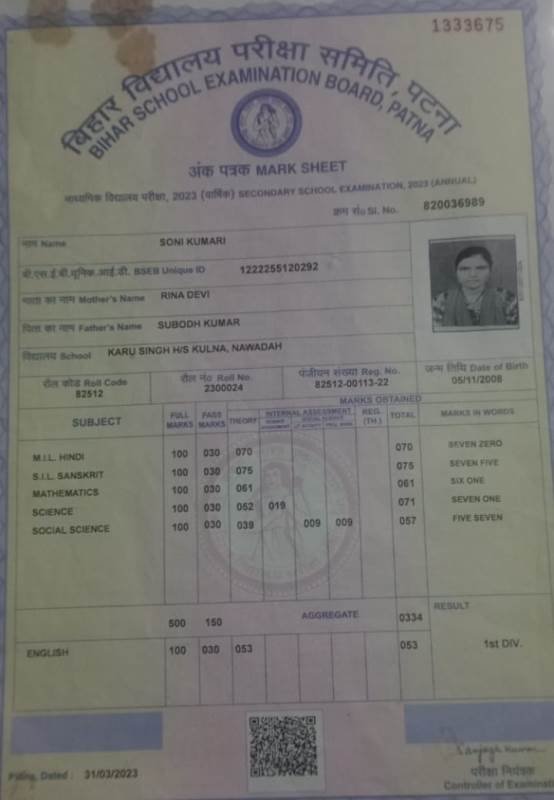 1333675
बिहार विद्यालय परीक्षा समिति, पटना
BIHAR SCHOOL EXAMINATION BOARD, PATNA
अंक पत्रक MARK SHEET
माध्यमिक विद्यालय परीक्षा, 2023 (वार्षिक) SECONDARY SCHOOL EXAMINATION, 2023 (ANNUAL)
क्रम सं० Sl. No. 820036989
नाम Name SONI KUMARI
बी.एस.ई.बी.यूनिक.आई.डी. BSEB Unique ID 1222255120292
माता का नाम Mother's Name RINA DEVI
पिता का नाम Father's Name SUBODH KUMAR
विद्यालय School KARU SINGH H/S KULNA, NAWADAH
रौल कोड Roll Code रौल नं० Roll No. पंजीयन संख्या Reg. No. जन्म तिथि Date of Birth
82512 2300024 82512-00113-22 05/11/2008
MARKS OBTAINED
SUBJECT FULL MARKS PASS MARKS THEORY INTERNAL ASSESSMENT REG. (TH.) TOTAL MARKS IN WORDS
M.I.L. HINDI 100 030 070 070 SEVEN ZERO
S.I.L. SANSKRIT 100 030 075 075 SEVEN FIVE
MATHEMATICS 100 030 061 061 SIX ONE
SCIENCE 100 030 052 019 071 SEVEN ONE
SOCIAL SCIENCE 100 030 039 009 009 057 FIVE SEVEN
500 150 AGGREGATE 0334 RESULT
ENGLISH 100 030 053 053 1st DIV.
Patna, Dated : 31/03/2023
परीक्षा नियंत्रक
Controller of Examinati